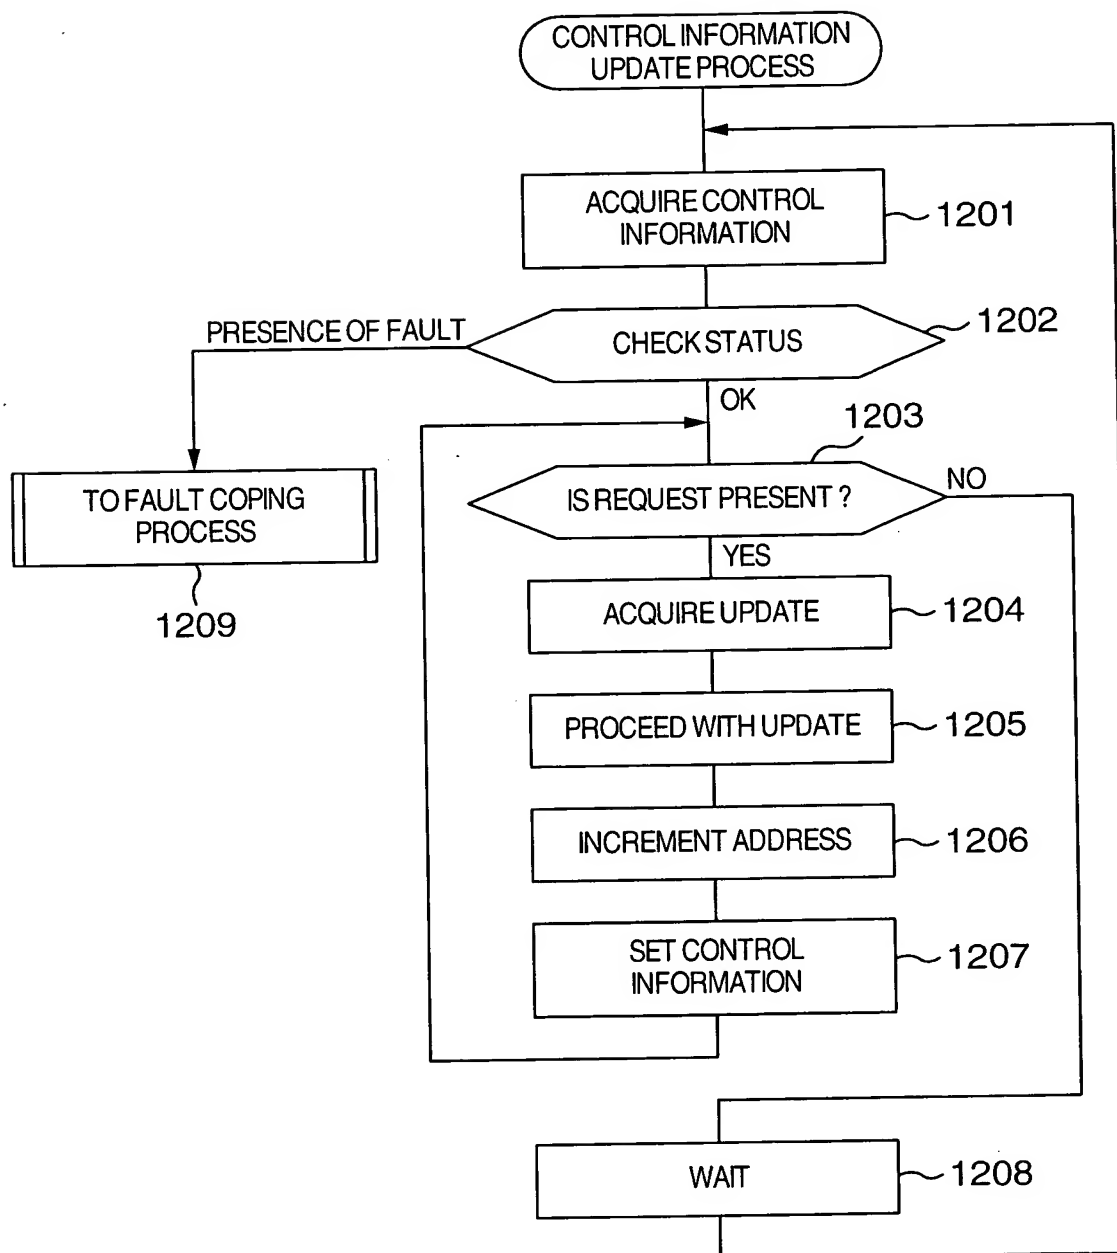 CONTROL INFORMATION
UPDATE PROCESS
ACQUIRE CONTROL
INFORMATION
1201
PRESENCE OF FAULT
CHECK STATUS
1202
OK
1203
TO FAULT COPING
PROCESS
1209
IS REQUEST PRESENT ?
NO
YES
ACQUIRE UPDATE
1204
PROCEED WITH UPDATE
1205
INCREMENT ADDRESS
1206
SET CONTROL
INFORMATION
1207
WAIT
1208